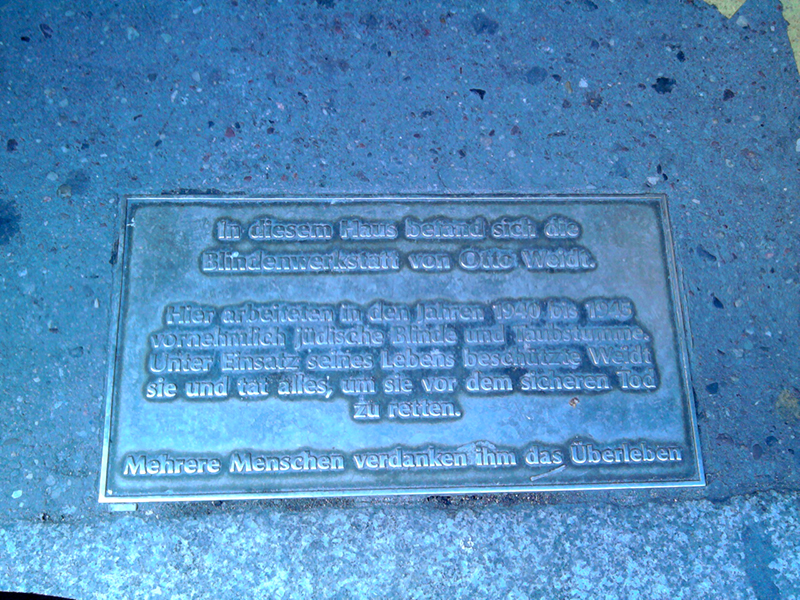 In diesem Haus befand sich die
Blindenwerkstatt von Otto Weidt.
Hier arbeiteten in den Jahren 1940 bis 1945
vornehmlich jüdische Blinde und Taubstumme.
Unter Einsatz seines Lebens beschützte Weidt
sie und tat alles, um sie vor dem sicheren Tod
zu retten.
Mehrere Menschen verdanken ihm das Überleben